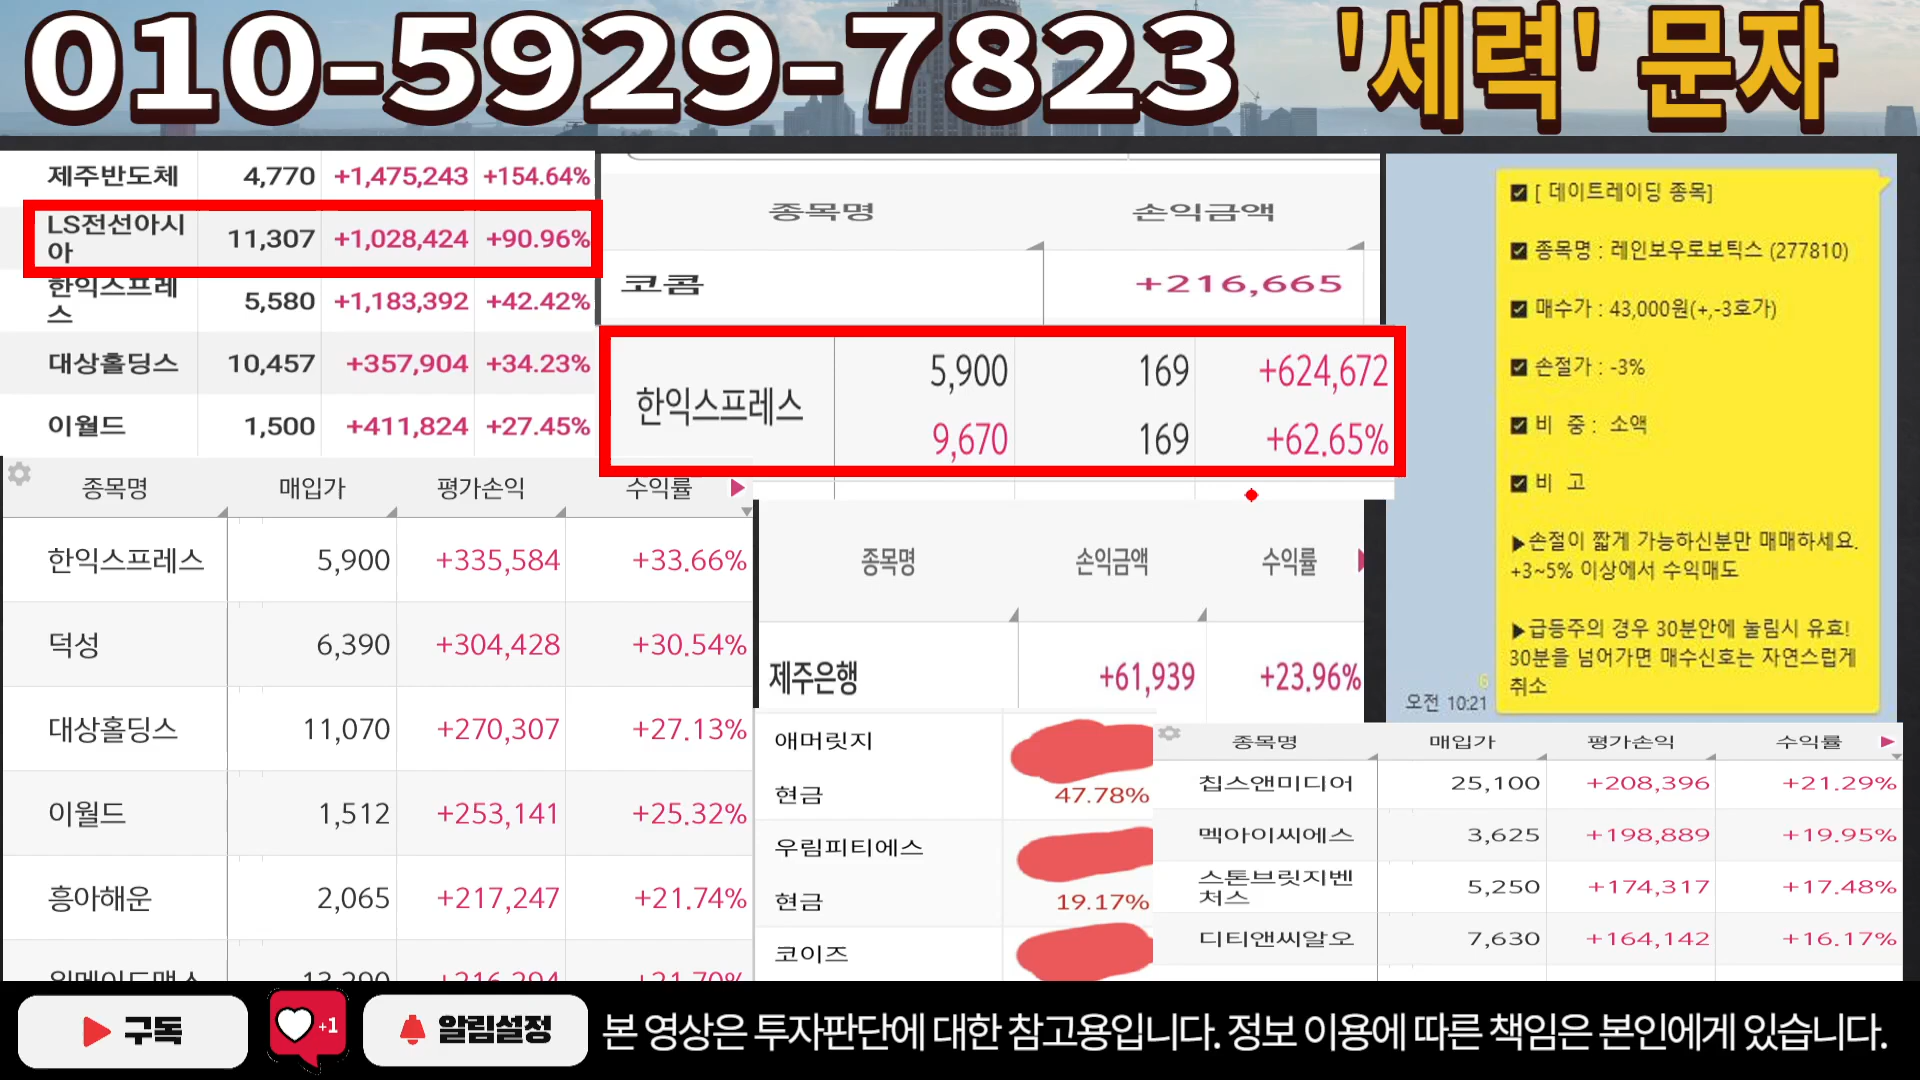 010-5929-7823 '세력' 문자
제주반도체 4,770 +1,475,243 +154.64%
LS전선아시아 11,307 +1,028,424 +90.96%
한익스프레스 5,580 +1,183,392 +42.42%
대상홀딩스 10,457 +357,904 +34.23%
이월드 1,500 +411,824 +27.45%
종목명 손익금액
코콤 +216,665
한익스프레스 5,900 169 +624,672
9,670 169 +62.65%
☑ [ 데이트레이딩 종목]
☑ 종목명 : 레인보우로보틱스 (277810)
☑ 매수가 : 43,000원(+,-3호가)
☑ 손절가 : -3%
☑ 비 중 : 소액
☑ 비 고
▶손절이 짧게 가능하신분만 매매하세요.
+3~5% 이상에서 수익매도
▶급등주의 경우 30분안에 눌림시 유효!
30분을 넘어가면 매수신호는 자연스럽게
취소
6
오전 10:21
종목명 매입가 평가손익 수익률
한익스프레스 5,900 +335,584 +33.66%
덕성 6,390 +304,428 +30.54%
대상홀딩스 11,070 +270,307 +27.13%
이월드 1,512 +253,141 +25.32%
흥아해운 2,065 +217,247 +21.74%
종목명 손익금액 수익률
제주은행 +61,939 +23.96%
애머릿지
현금 47.78%
우림피티에스
현금 19.17%
코이즈
종목명 매입가 평가손익 수익률
칩스앤미디어 25,100 +208,396 +21.29%
멕아이씨에스 3,625 +198,889 +19.95%
스톤브릿지벤처스 5,250 +174,317 +17.48%
디티앤씨알오 7,630 +164,142 +16.17%
구독 +1 알림설정 본 영상은 투자판단에 대한 참고용입니다. 정보 이용에 따른 책임은 본인에게 있습니다.